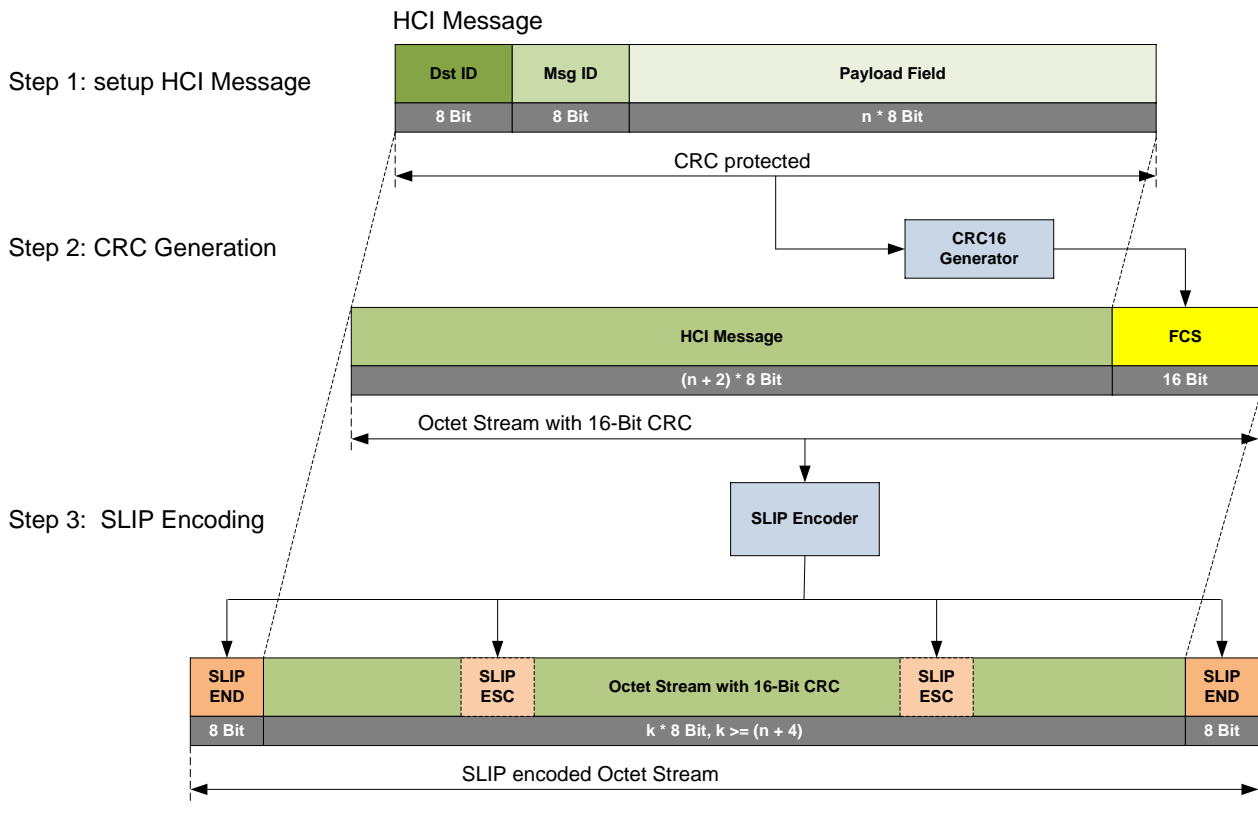 HCI Message
Step 1: setup HCI Message
Dst ID
Msg ID
Payload Field
8 Bit
8 Bit
n * 8 Bit
CRC protected
Step 2: CRC Generation
CRC16
Generator
HCI Message
FCS
(n + 2) * 8 Bit
16 Bit
Octet Stream with 16-Bit CRC
Step 3:  SLIP Encoding
SLIP Encoder
SLIP
END
SLIP
ESC
Octet Stream with 16-Bit CRC
SLIP
ESC
SLIP
END
8 Bit
k * 8 Bit, k >= (n + 4)
8 Bit
SLIP encoded Octet Stream